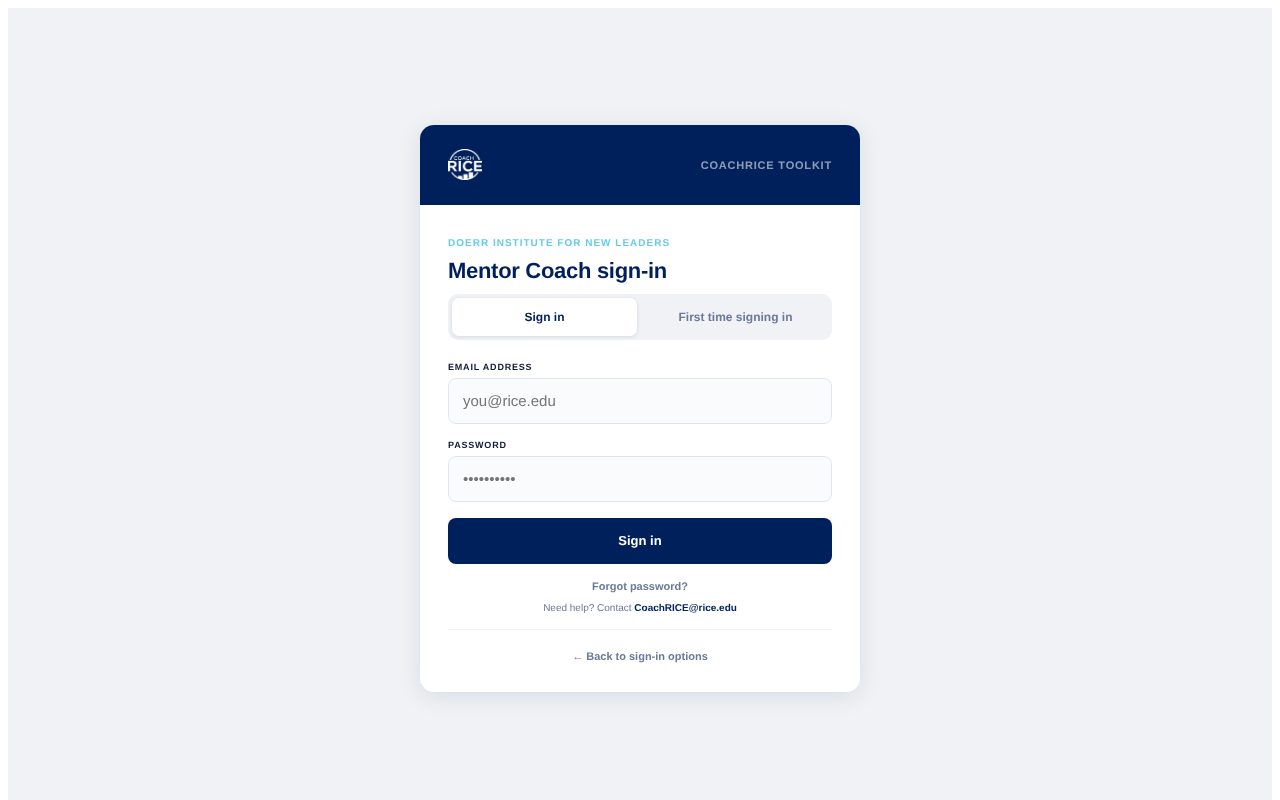 COACH
RICE
COACHRICE TOOLKIT
DOERR INSTITUTE FOR NEW LEADERS
Mentor Coach sign-in
Sign in
First time signing in
EMAIL ADDRESS
you@rice.edu
PASSWORD
••••••••••
Sign in
Forgot password?
Need help? Contact CoachRICE@rice.edu
← Back to sign-in options